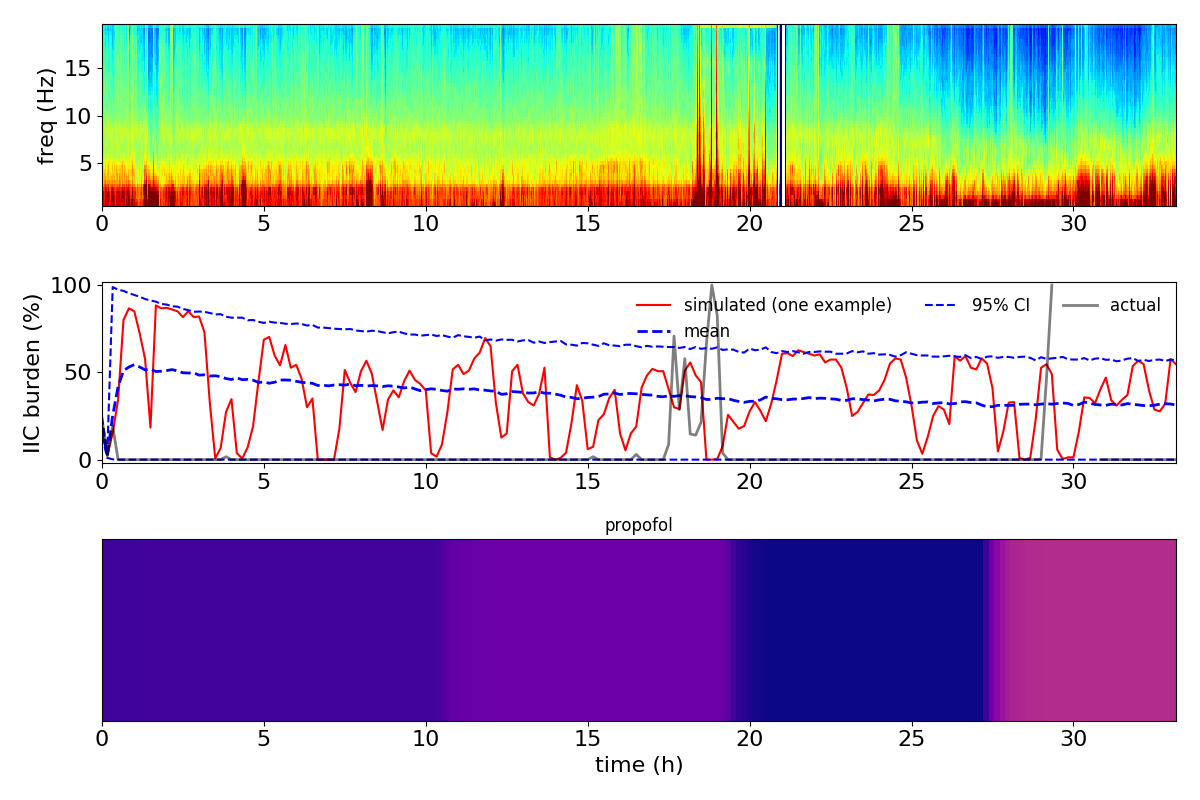 freq (Hz)
15
10
5
0 5 10 15 20 25 30
IIC burden (%)
100
50
0
simulated (one example)
mean
95% CI
actual
0 5 10 15 20 25 30
propofol
0 5 10 15 20 25 30
time (h)